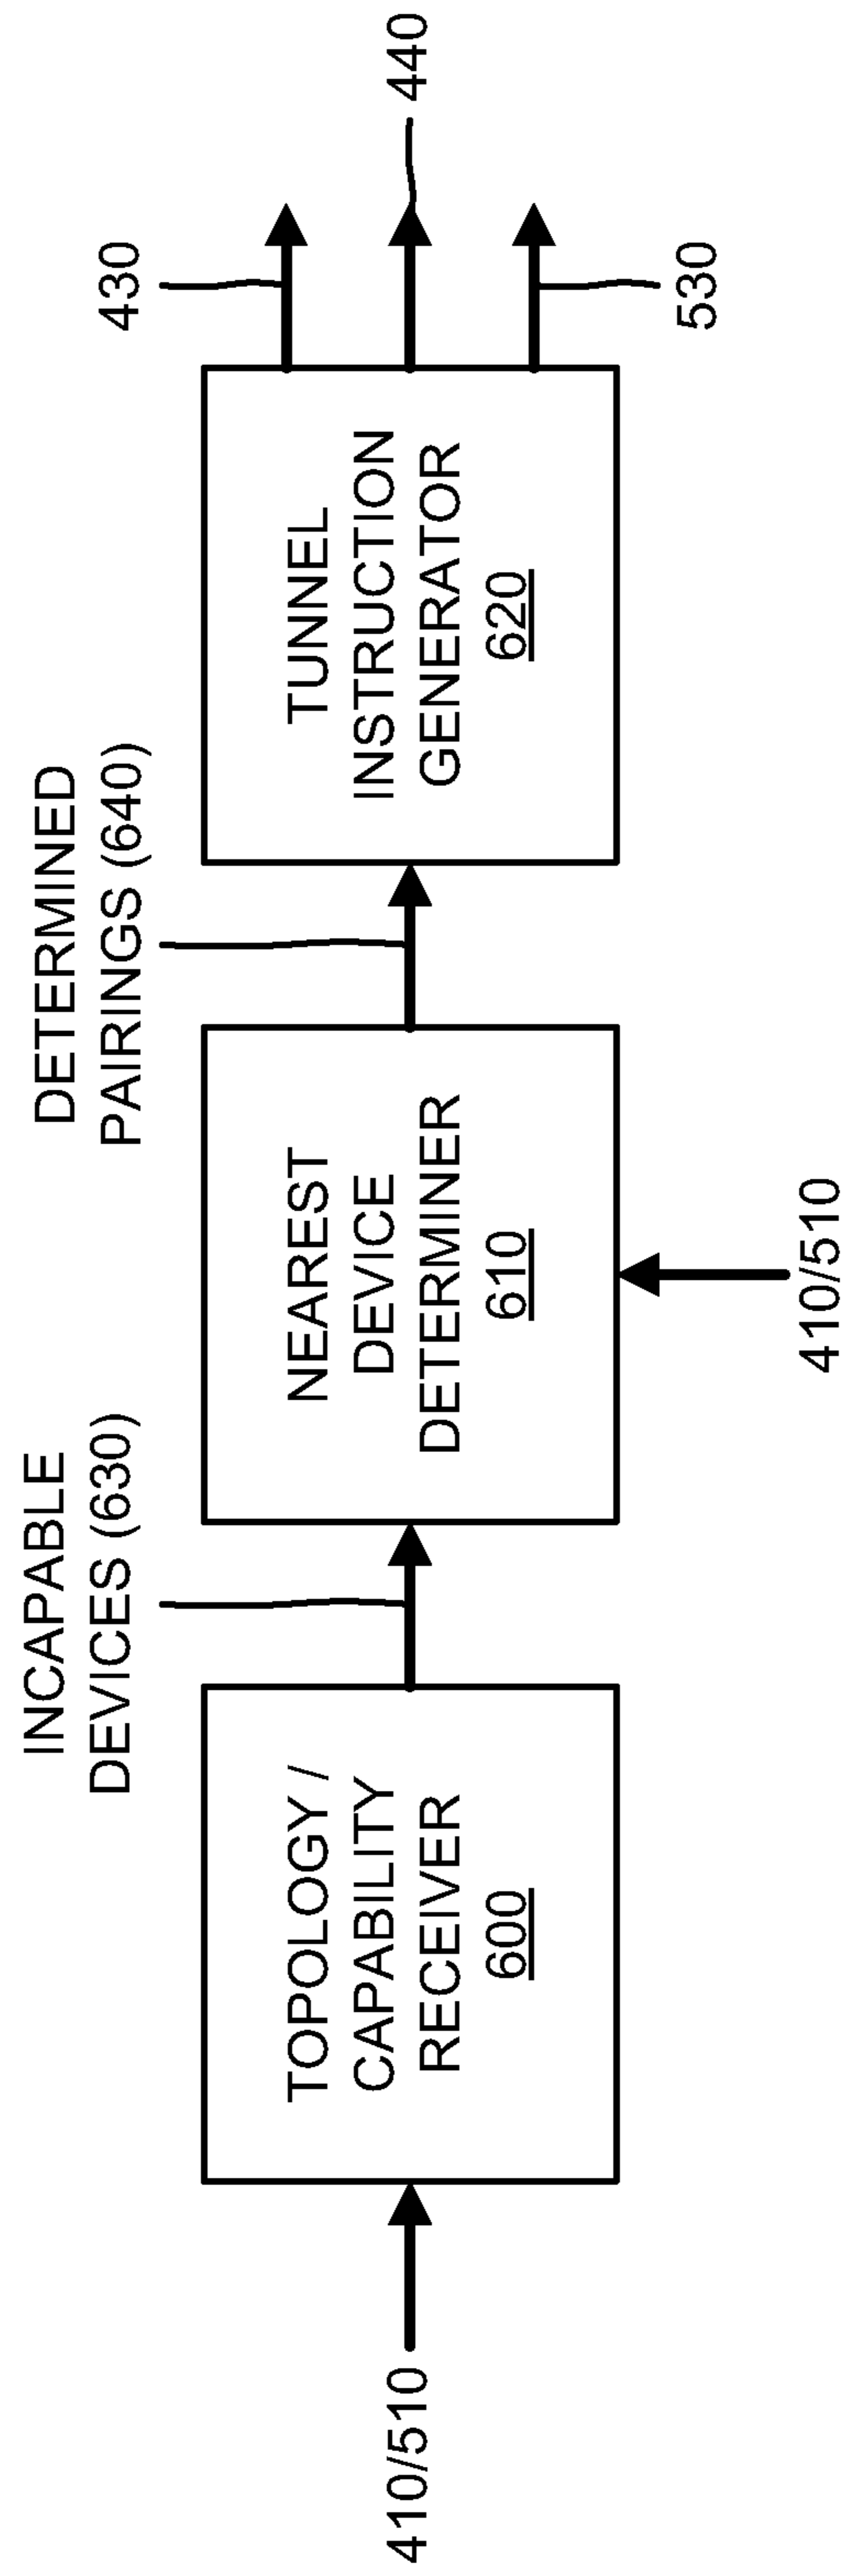 410/510
TOPOLOGY /
CAPABILITY
RECEIVER
600
INCAPABLE
DEVICES (630)
NEAREST
DEVICE
DETERMINER
610
410/510
DETERMINED
PAIRINGS (640)
TUNNEL
INSTRUCTION
GENERATOR
620
430
440
530